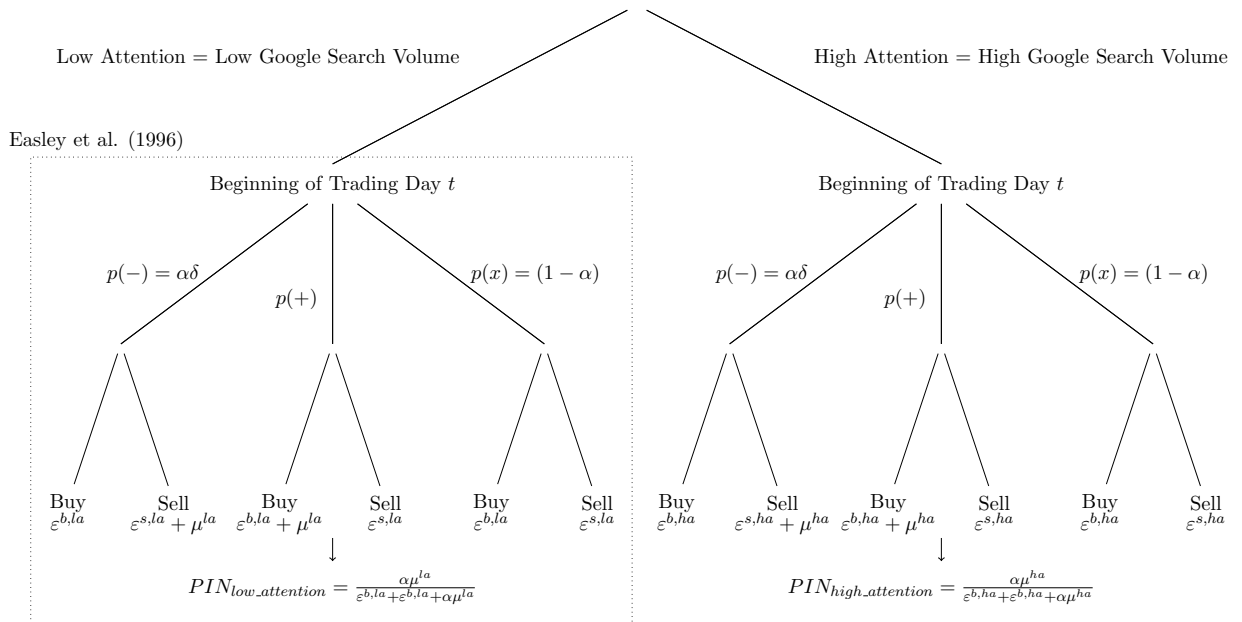 Low Attention = Low Google Search Volume
High Attention = High Google Search Volume
Easley et al. (1996)
Beginning of Trading Day t
Beginning of Trading Day t
p(−) = αδ
p(+)
p(x) = (1 − α)
p(−) = αδ
p(+)
p(x) = (1 − α)
Buy Sell Buy Sell Buy Sell
ε^{b,la} ε^{s,la} + μ^{la} ε^{b,la} + μ^{la} ε^{s,la} ε^{b,la} ε^{s,la}
Buy Sell Buy Sell Buy Sell
ε^{b,ha} ε^{s,ha} + μ^{ha} ε^{b,ha} + μ^{ha} ε^{s,ha} ε^{b,ha} ε^{s,ha}
PIN_{low_attention} = \frac{αμ^{la}}{ε^{b,la}+ε^{b,la}+αμ^{la}}
PIN_{high_attention} = \frac{αμ^{ha}}{ε^{b,ha}+ε^{b,ha}+αμ^{ha}}